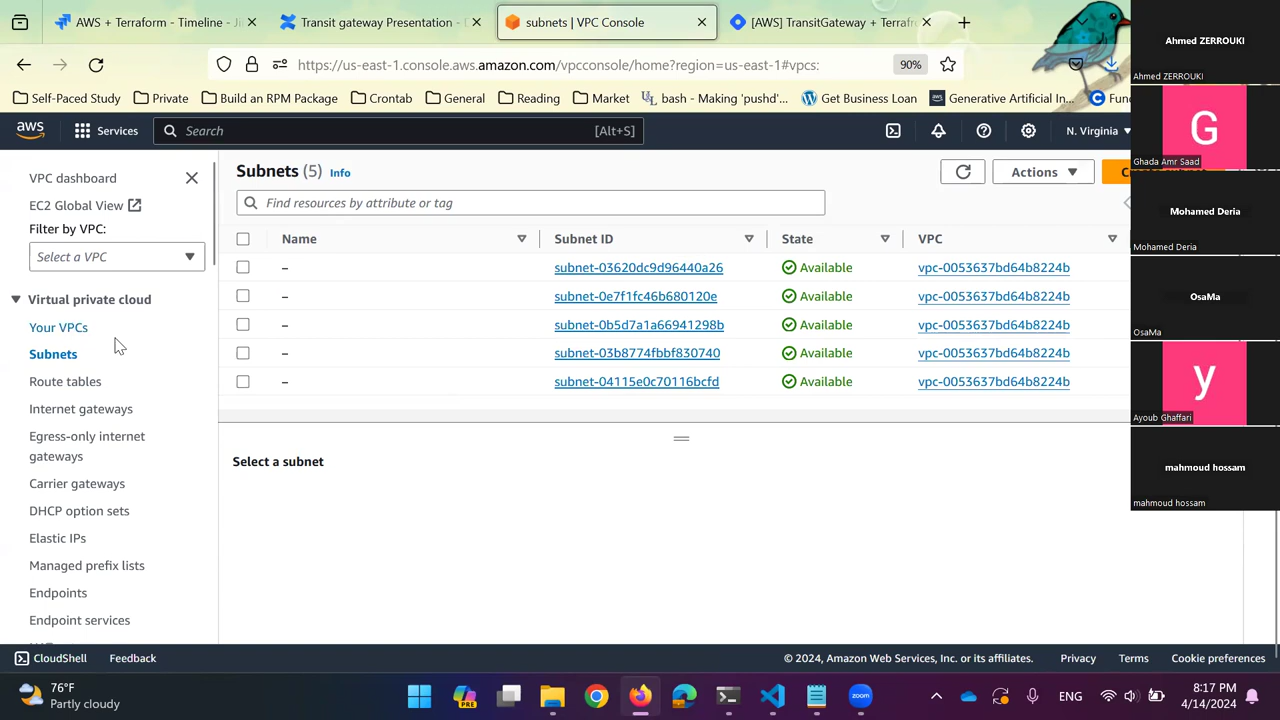 AWS + Terraform - Timeline - Ji
Transit gateway Presentation -
subnets | VPC Console
[AWS] TransitGateway + Terrafr
https://us-east-1.console.aws.amazon.com/vpcconsole/home?region=us-east-1#vpcs:
90%
Self-Paced Study
Private
Build an RPM Package
Crontab
General
Reading
Market
bash - Making 'pushd'...
Get Business Loan
Generative Artificial In...
Fun
aws
Services
Search
[Alt+S]
N. Virginia
VPC dashboard
EC2 Global View
Filter by VPC:
Select a VPC
Virtual private cloud
Your VPCs
Subnets
Route tables
Internet gateways
Egress-only internet
gateways
Carrier gateways
DHCP option sets
Elastic IPs
Managed prefix lists
Endpoints
Endpoint services
Subnets (5) Info
Actions
Find resources by attribute or tag
Name Subnet ID State VPC
– subnet-03620dc9d96440a26 Available vpc-0053637bd64b8224b
– subnet-0e7f1fc46b680120e Available vpc-0053637bd64b8224b
– subnet-0b5d7a1a66941298b Available vpc-0053637bd64b8224b
– subnet-03b8774fbbf830740 Available vpc-0053637bd64b8224b
– subnet-04115e0c70116bcfd Available vpc-0053637bd64b8224b
Select a subnet
Ahmed ZERROUKI
Ahmed ZERROUKI
G
Ghada Amr Saad
Mohamed Deria
Mohamed Deria
OsaMa
OsaMa
y
Ayoub Ghaffari
mahmoud hossam
mahmoud hossam
CloudShell
Feedback
© 2024, Amazon Web Services, Inc. or its affiliates.
Privacy
Terms
Cookie preferences
76°F
Partly cloudy
PRE
zoom
ENG
8:17 PM
4/14/2024